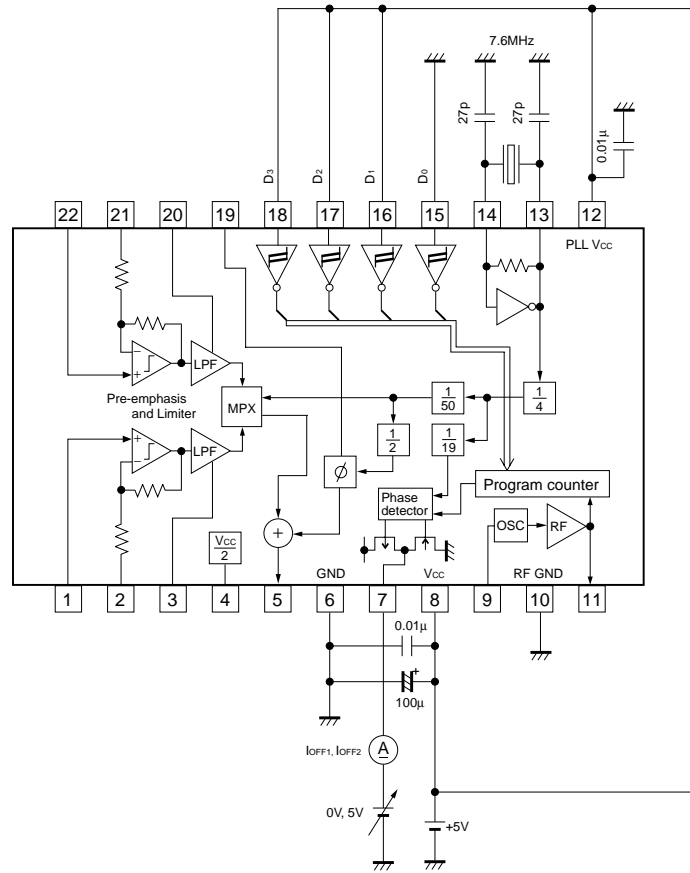 7.6MHz
27p
27p
0.01μ
D3
D2
D1
D0
22
21
20
19
18
17
16
15
14
13
12
PLL Vcc
LPF
Pre-emphasis
and Limiter
MPX
1
50
1
4
1
2
1
19
LPF
ϕ
Program counter
Phase
detector
OSC
RF
+
Vcc
2
GND
Vcc
RF GND
1
2
3
4
5
6
7
8
9
10
11
0.01μ
+
100μ
IOFF1, IOFF2
A
0V, 5V
+5V